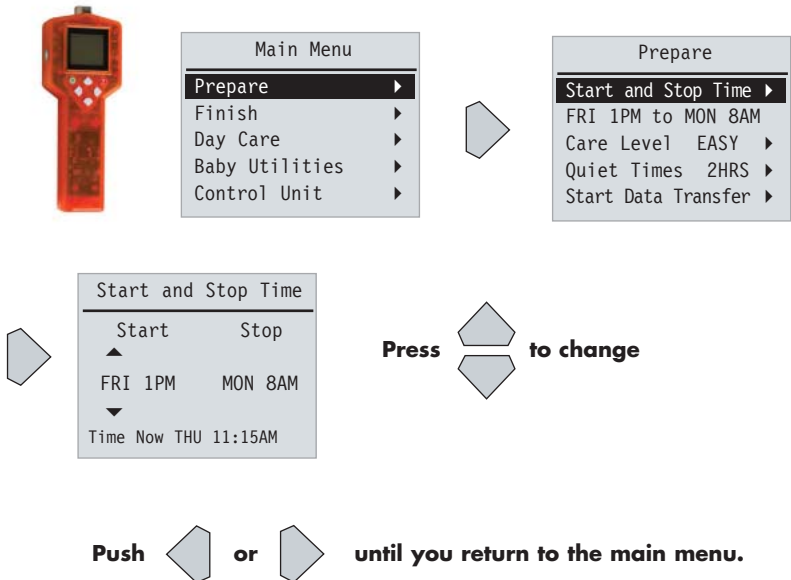 Main Menu
Prepare
Finish
Day Care
Baby Utilities
Control Unit
Prepare
Start and Stop Time
FRI 1PM to MON 8AM
Care Level EASY
Quiet Times 2HRS
Start Data Transfer
Start and Stop Time
Start Stop
FRI 1PM MON 8AM
Time Now THU 11:15AM
Press to change
Push or until you return to the main menu.